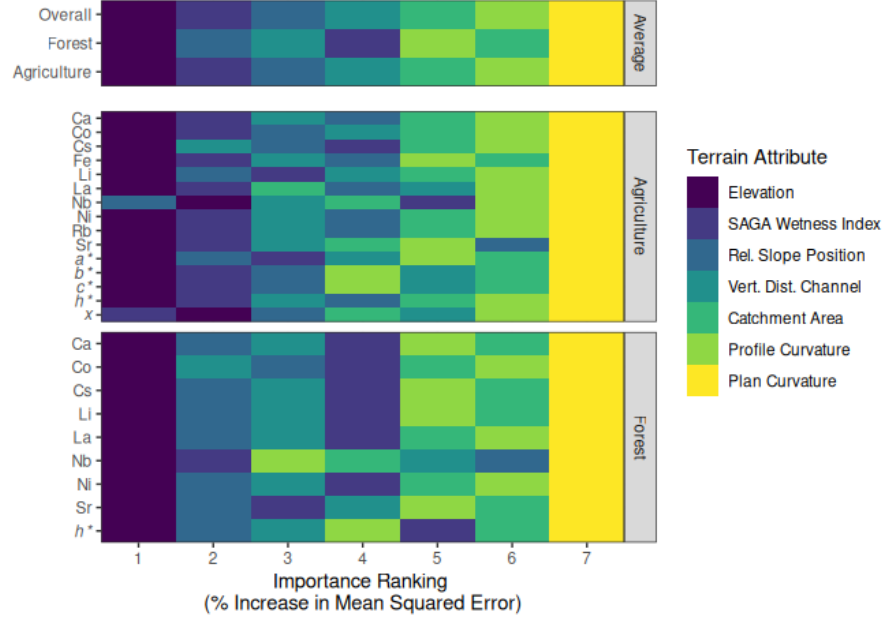 Overall
Forest
Agriculture
Average
Ca
Co
Cs
Fe
Li
La
Nb
Ni
Rb
Sr
a*
b*
c*
h*
x
Agriculture
Ca
Co
Cs
Li
La
Nb
Ni
Sr
h*
Forest
1 2 3 4 5 6 7
Importance Ranking
(% Increase in Mean Squared Error)
Terrain Attribute
Elevation
SAGA Wetness Index
Rel. Slope Position
Vert. Dist. Channel
Catchment Area
Profile Curvature
Plan Curvature